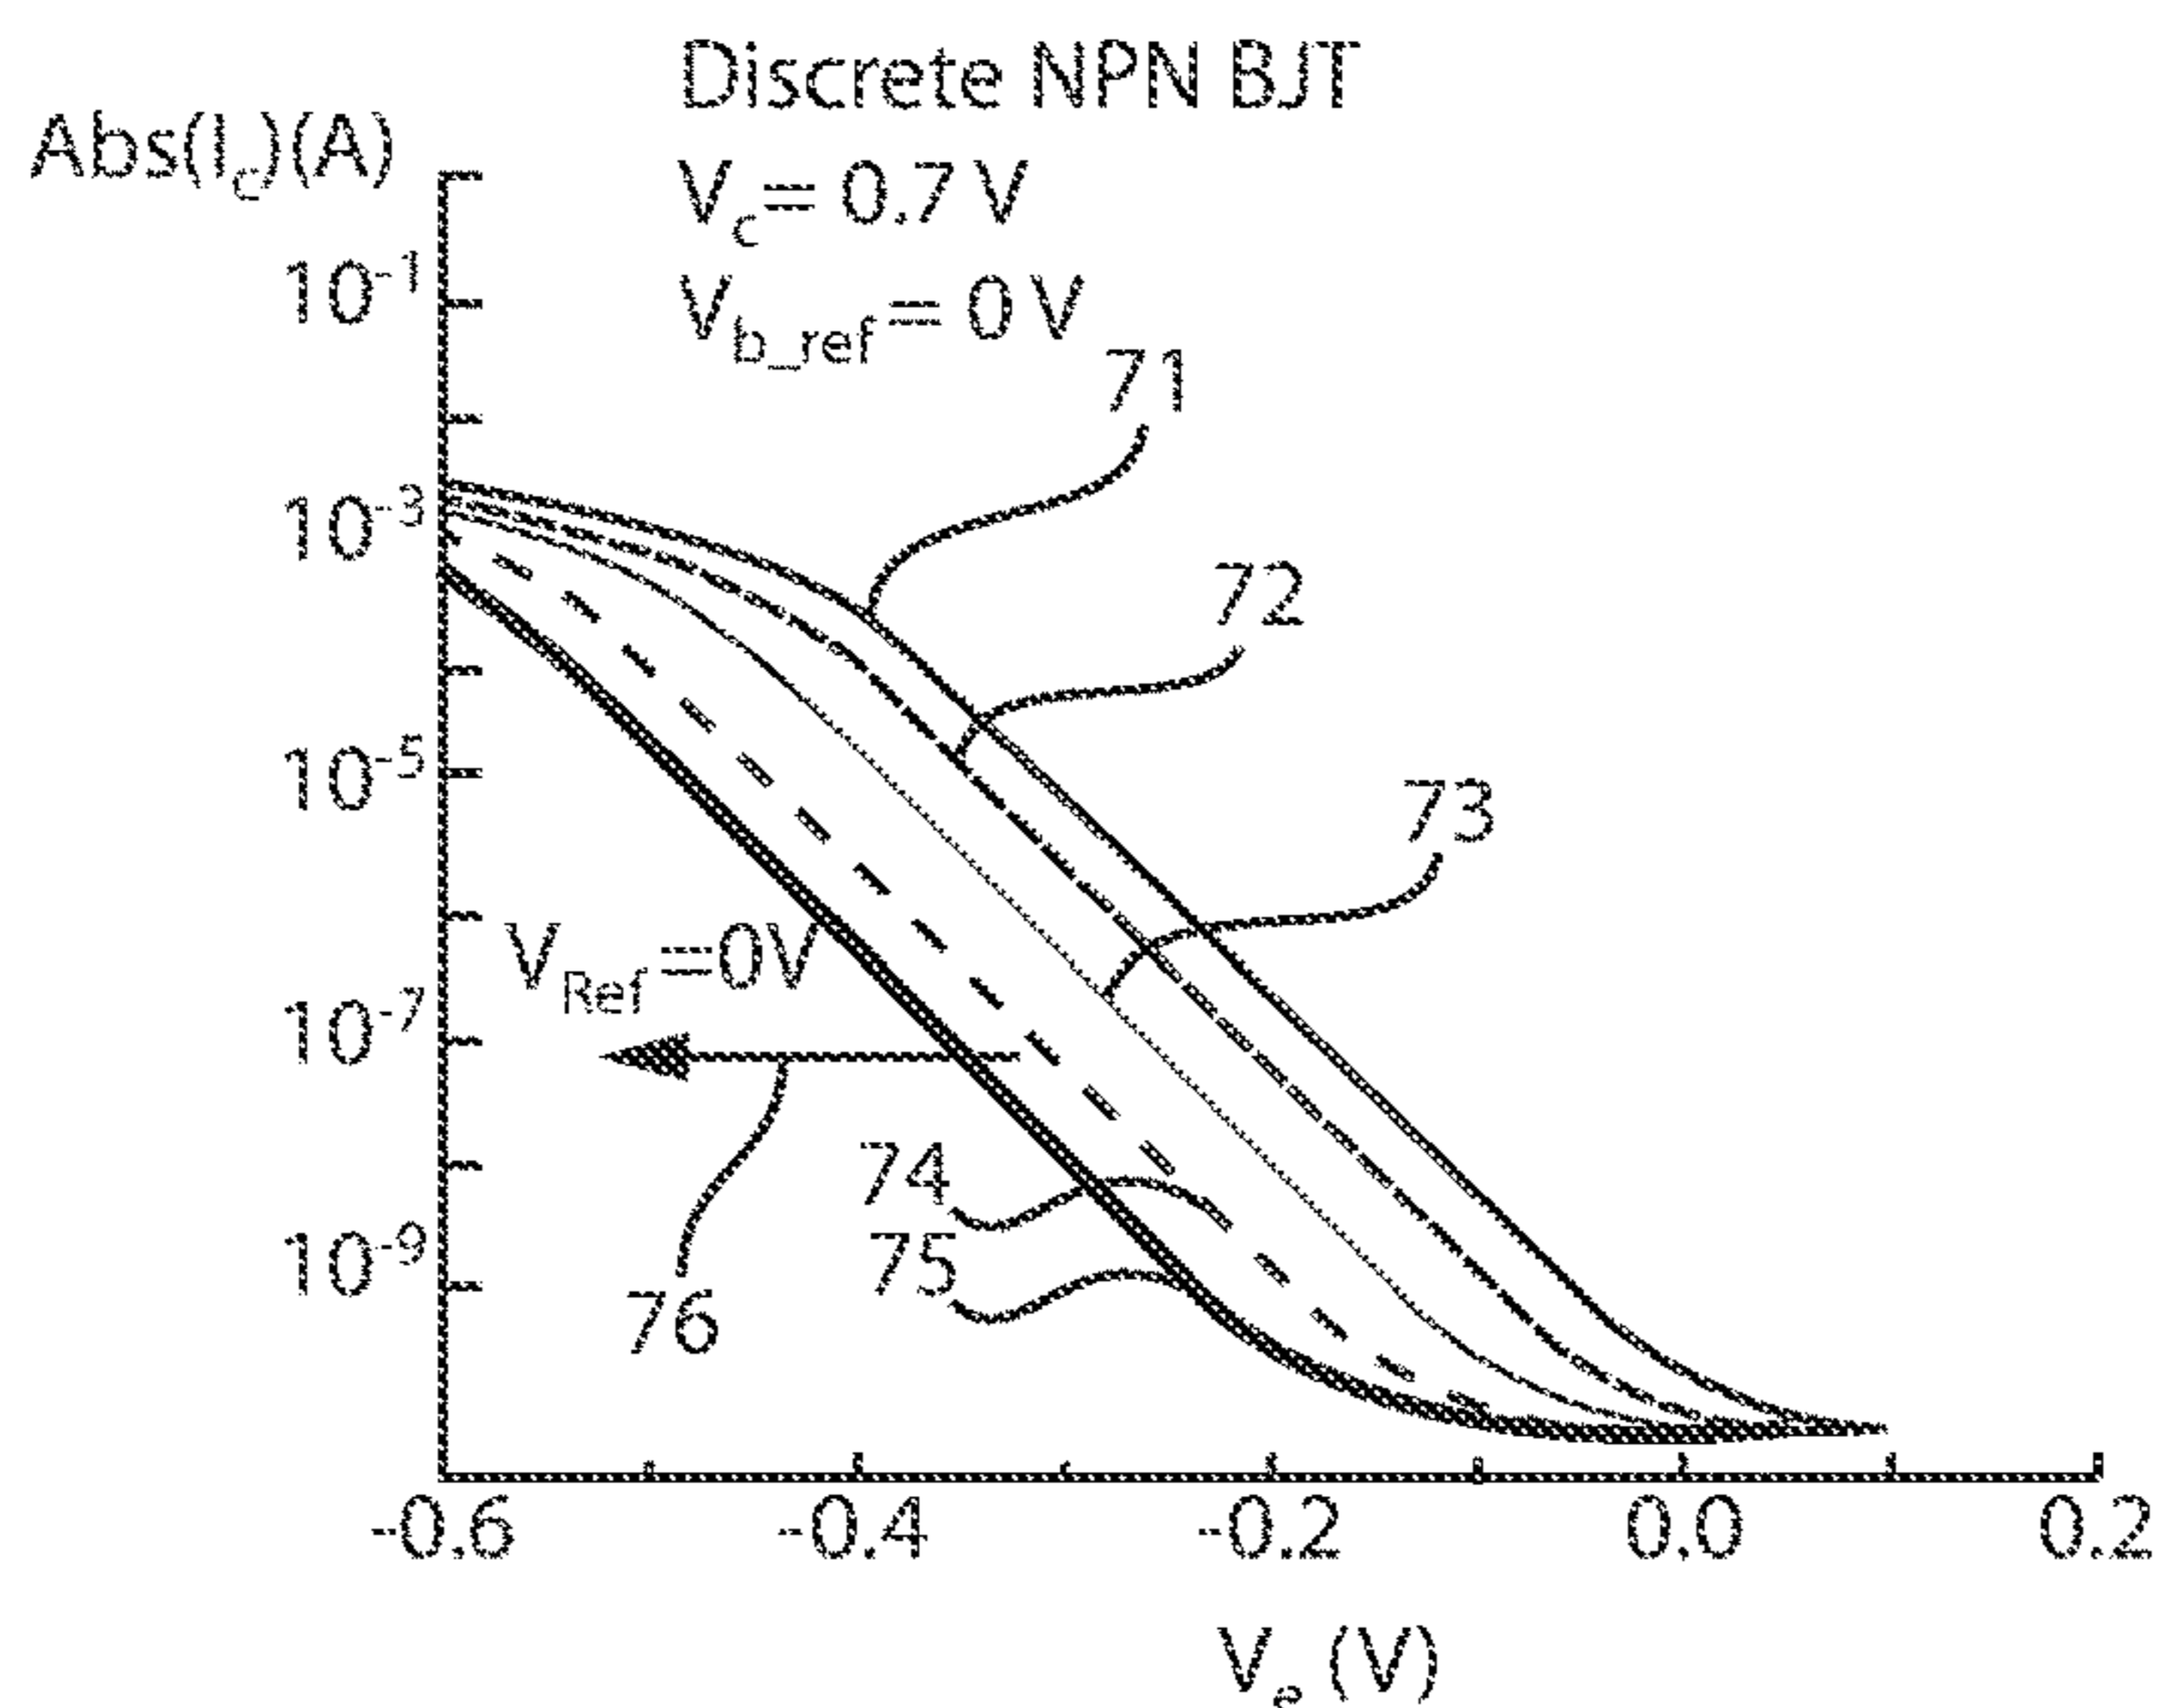 Discrete NPN BJT
Abs(I_c)(A)
V_c = 0.7 V
V_b_ref = 0 V
10^-1
71
10^-3
72
10^-5
73
V_Ref =0V
10^-7
74
75
10^-9
76
-0.6 -0.4 -0.2 0.0 0.2
V_e (V)